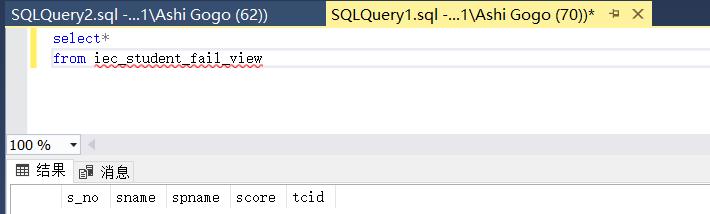 SQLQuery2.sql -...1\Ashi Gogo (62)) SQLQuery1.sql -...1\Ashi Gogo (70))*
select*
from iec_student_fail_view
100 %
结果 消息
s_no sname spname score tcid